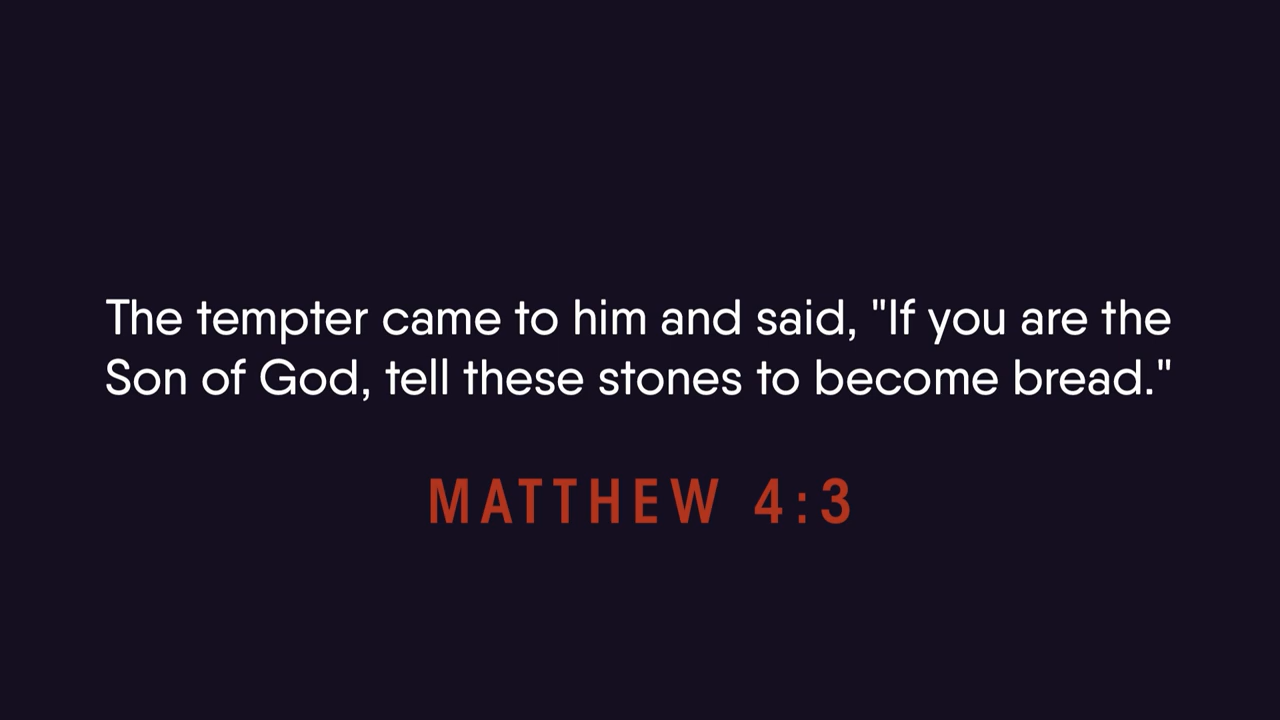 The tempter came to him and said, "If you are the
Son of God, tell these stones to become bread."
MATTHEW 4:3